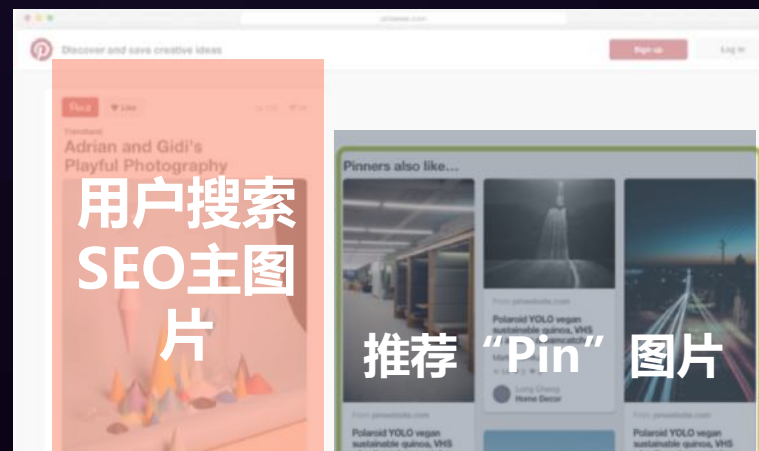 Discover and save creative ideas
Sign up
Log in
Pin it
Like
Adrian and Gidi's
Playful Photography
用户搜索
SEO主图
片
Pinners also like...
推荐“Pin”图片
Polaroid YOLO vegan
sustainable quinoa, VHS
Home Decor
Polaroid YOLO vegan
sustainable quinoa, VHS
Polaroid YOLO vegan
sustainable quinoa, VHS